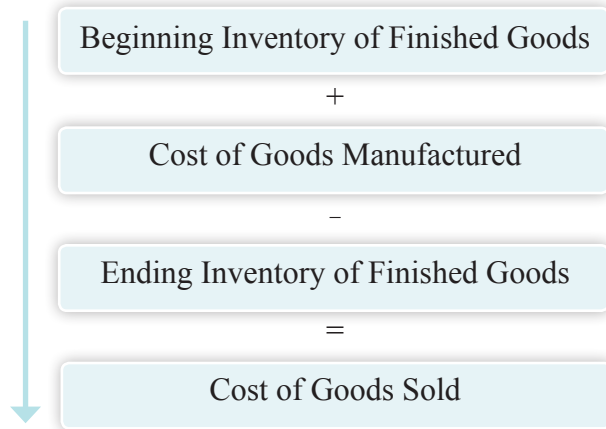 Beginning Inventory of Finished Goods
+
Cost of Goods Manufactured
-
Ending Inventory of Finished Goods
=
Cost of Goods Sold